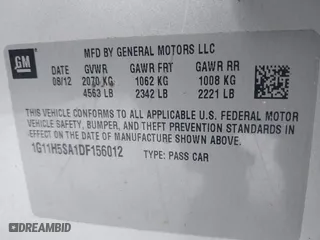 GM
MFD BY GENERAL MOTORS LLC
DATE GVWR GAWR FRT GAWR RR
08/12 2070 KG 1062 KG 1008 KG
4563 LB 2342 LB 2221 LB
THIS VEHICLE CONFORMS TO ALL APPLICABLE U.S. FEDERAL MOTOR
VEHICLE SAFETY, BUMPER, AND THEFT PREVENTION STANDARDS
IN EFFECT ON THE DATE OF MANUFACTURE SHOWN ABOVE.
1G11H5SA1DF156012 TYPE: PASS CAR
DREAMBID.COM